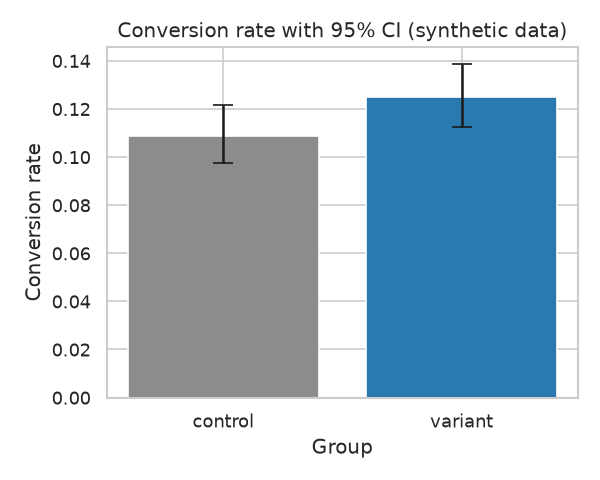 Conversion rate with 95% CI (synthetic data)
0.14
0.12
0.10
0.08
0.06
0.04
0.02
0.00
Conversion rate
control
variant
Group